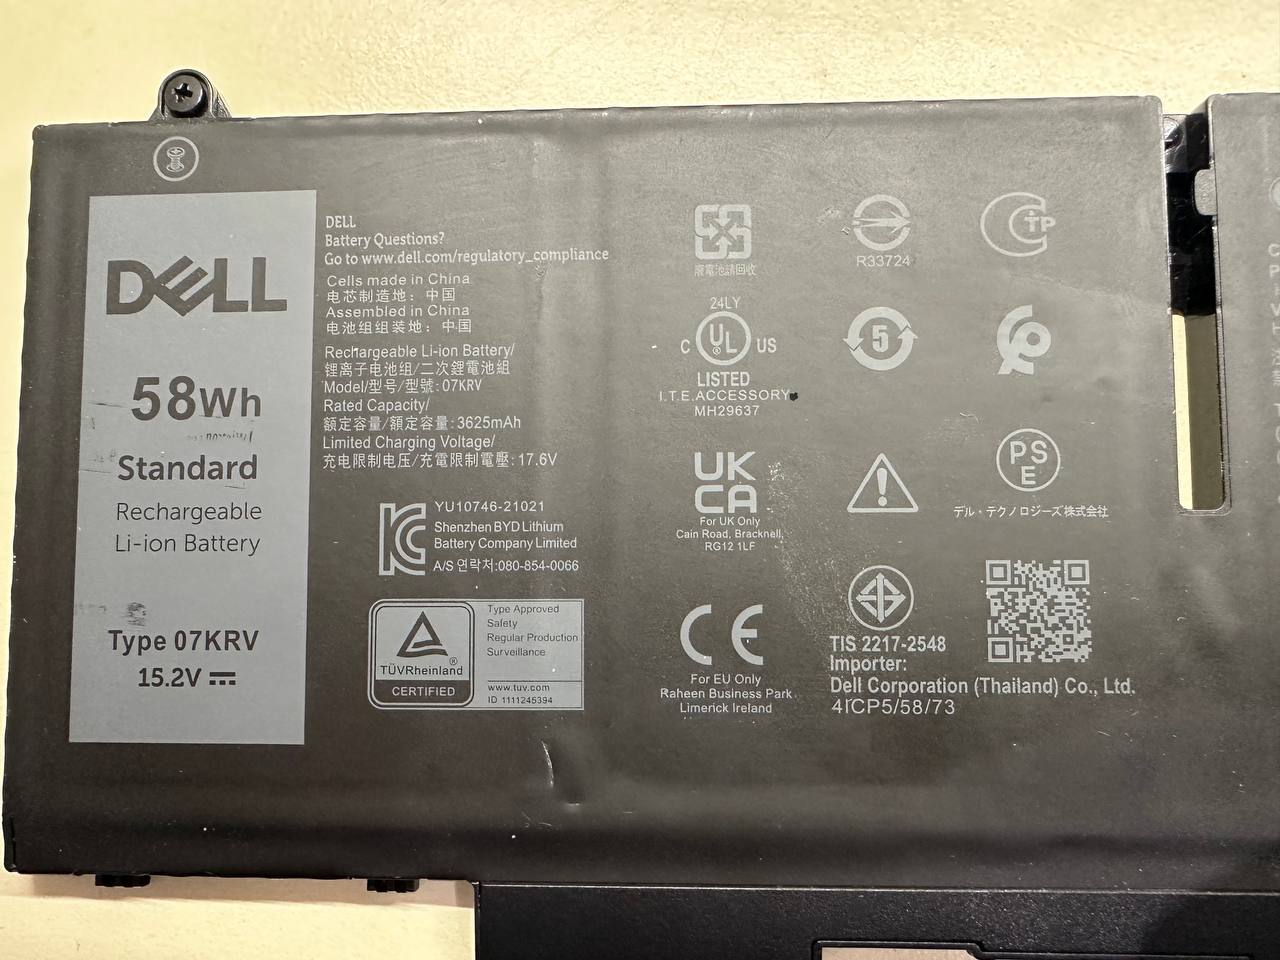 DELL
58Wh
Standard
Rechargeable
Li-ion Battery
Type 07KRV
15.2V
DELL
Battery Questions?
Go to www.dell.com/regulatory_compliance
Cells made in China
电芯制造地：中国
Assembled in China
电池组组装地：中国
Rechargeable Li-ion Battery/
锂离子电池组/二次鋰電池組
Model/型号/型號: 07KRV
Rated Capacity/
额定容量/額定容量: 3625mAh
Limited Charging Voltage/
充电限制电压/充電限制電壓: 17.6V
YU10746-21021
Shenzhen BYD Lithium
Battery Company Limited
A/S 연락처:080-854-0066
TÜVRheinland®
CERTIFIED
Type Approved
Safety
Regular Production
Surveillance
www.tuv.com
ID 1111245394
廢電池請回收
24LY
C UL® US
LISTED
I.T.E.ACCESSORY
MH29637
UK
CA
For UK Only
Cain Road, Bracknell,
RG12 1LF
CE
For EU Only
Raheen Business Park
Limerick Ireland
R33724
5
PS
E
デル・テクノロジーズ株式会社
TIS 2217-2548
Importer:
Dell Corporation (Thailand) Co., Ltd.
4ICP5/58/73